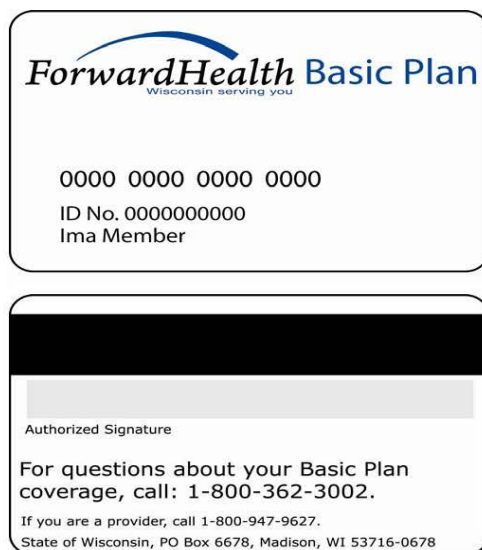 ForwardHealth Basic Plan
Wisconsin serving you
0000 0000 0000 0000
ID No. 0000000000
Ima Member
Authorized Signature
For questions about your Basic Plan
coverage, call: 1-800-362-3002.
If you are a provider, call 1-800-947-9627.
State of Wisconsin, PO Box 6678, Madison, WI 53716-0678